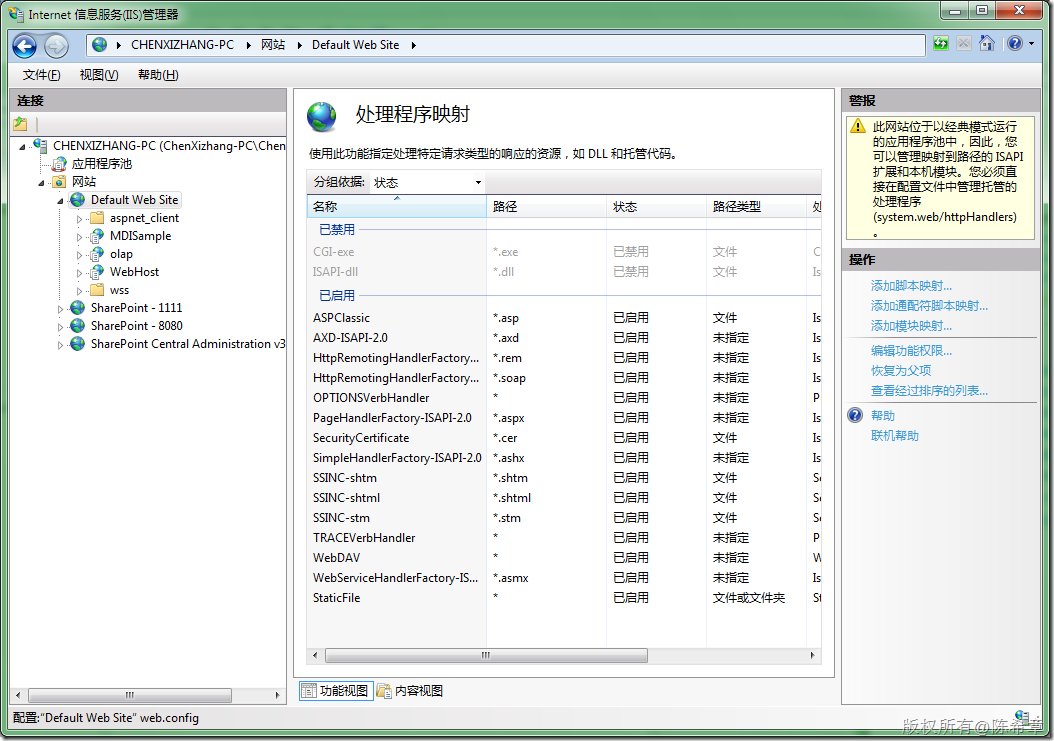 Internet 信息服务(IIS)管理器
CHENXIZHANG-PC 网站 Default Web Site
文件(F) 视图(V) 帮助(H)
连接
CHENXIZHANG-PC (ChenXizhang-PC\Chen
应用程序池
网站
Default Web Site
aspnet_client
MDISample
olap
WebHost
wss
SharePoint - 1111
SharePoint - 8080
SharePoint Central Administration v3
处理程序映射
使用此功能指定处理特定请求类型的响应的资源，如 DLL 和托管代码。
分组依据: 状态
名称 路径 状态 路径类型 处
已禁用
CGI-exe *.exe 已禁用 文件 C
ISAPI-dll *.dll 已禁用 文件 Is
已启用
ASPClassic *.asp 已启用 文件 Is
AXD-ISAPI-2.0 *.axd 已启用 未指定 Is
HttpRemotingHandlerFactory... *.rem 已启用 未指定 Is
HttpRemotingHandlerFactory... *.soap 已启用 未指定 Is
OPTIONSVerbHandler * 已启用 未指定 P
PageHandlerFactory-ISAPI-2.0 *.aspx 已启用 未指定 Is
SecurityCertificate *.cer 已启用 文件 Is
SimpleHandlerFactory-ISAPI-2.0 *.ashx 已启用 未指定 Is
SSINC-shtm *.shtm 已启用 文件 Se
SSINC-shtml *.shtml 已启用 文件 Se
SSINC-stm *.stm 已启用 文件 Se
TRACEVerbHandler * 已启用 未指定 P
WebDAV * 已启用 未指定 W
WebServiceHandlerFactory-IS... *.asmx 已启用 未指定 Is
StaticFile * 已启用 文件或文件夹 St
功能视图 内容视图
警报
此网站位于以经典模式运行
的应用程序池中，因此，您
可以管理映射到路径的 ISAPI
扩展和本机模块。您必须直
接在配置文件中管理托管的
处理程序
(system.web/httpHandlers)
。
操作
添加脚本映射...
添加通配符脚本映射...
添加模块映射...
编辑功能权限...
恢复为父项
查看经过排序的列表...
帮助
联机帮助
配置:"Default Web Site" web.config
版权所有@陈希章